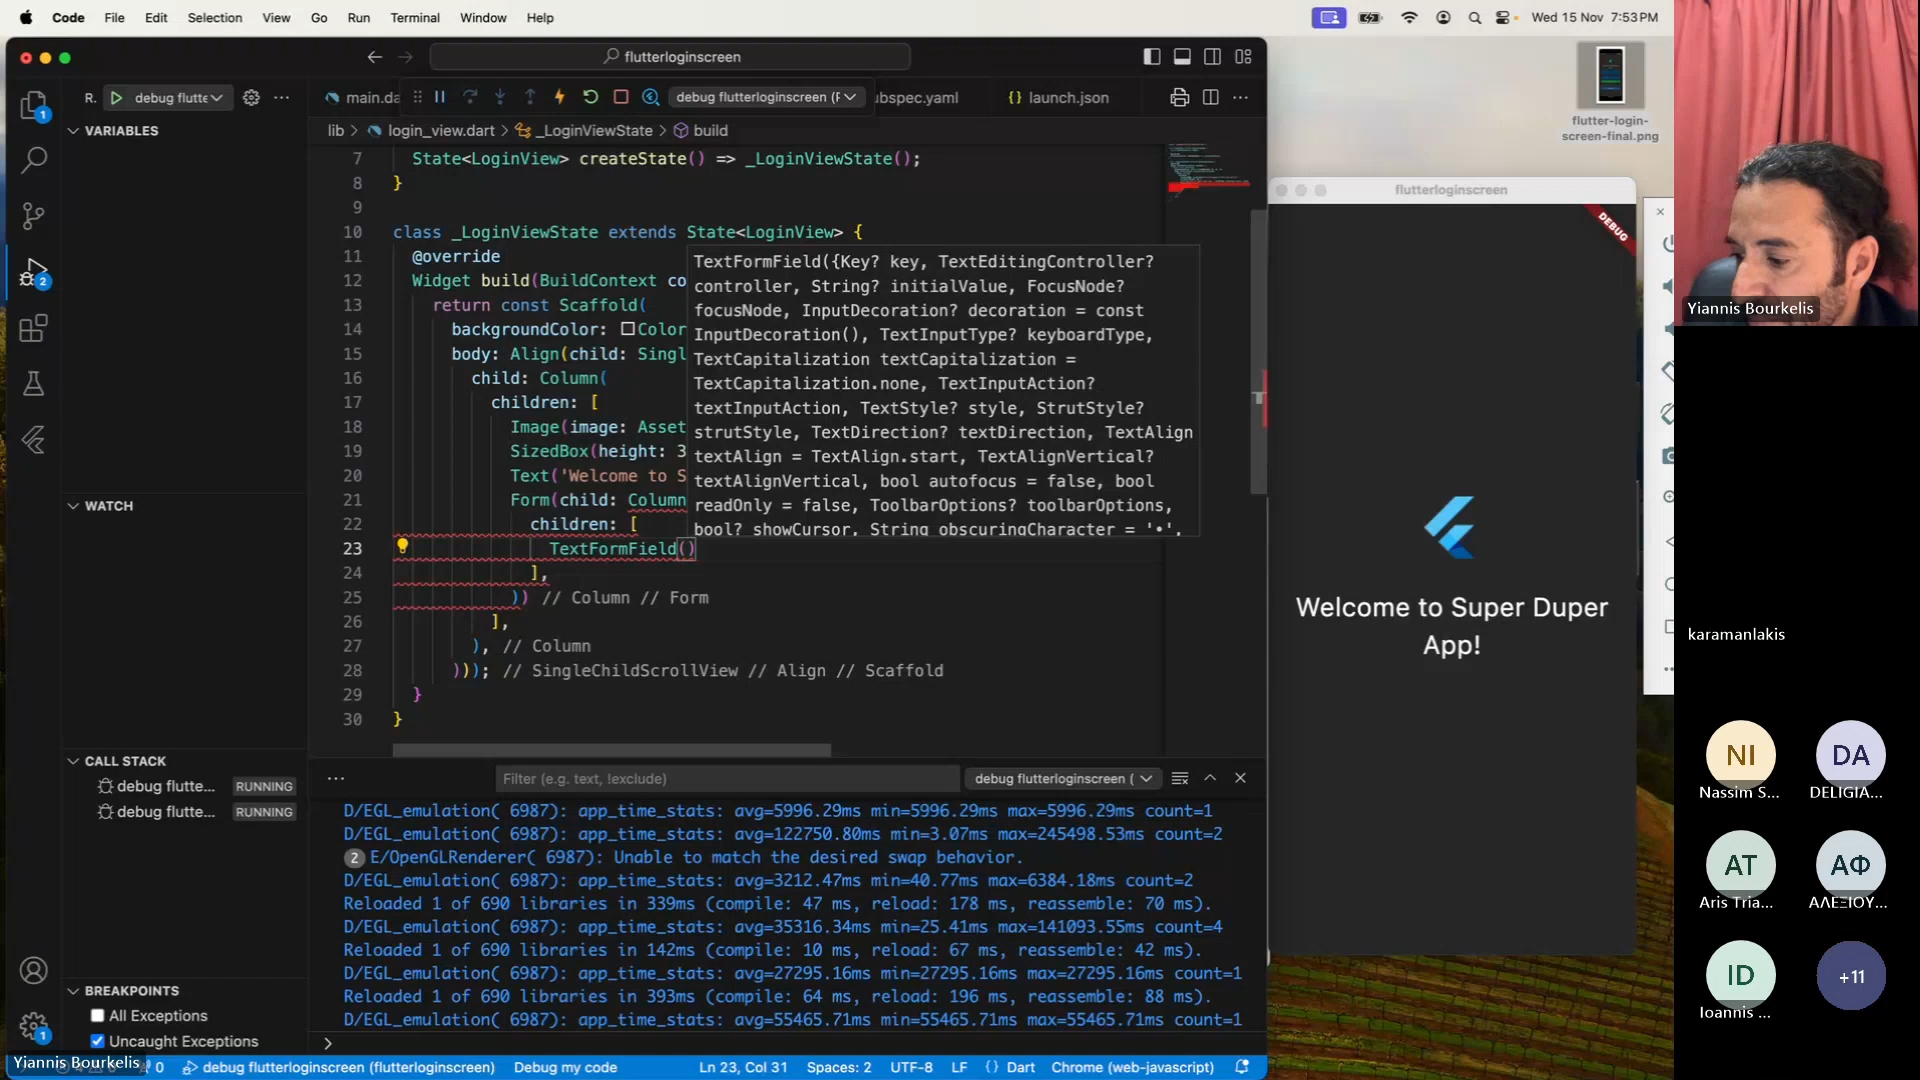 Code File Edit Selection View Go Run Terminal Window Help
Wed 15 Nov 7:53 PM
flutterloginscreen
R. debug flutte
main.da
debug flutterloginscreen (F
ubspec.yaml
{} launch.json
VARIABLES
WATCH
CALL STACK
debug flutte... RUNNING
debug flutte... RUNNING
BREAKPOINTS
All Exceptions
Uncaught Exceptions
1
2
1
lib > login_view.dart > _LoginViewState > build
7 State<LoginView> createState() => _LoginViewState();
8 }
9
10 class _LoginViewState extends State<LoginView> {
11 @override
12 Widget build(BuildContext co
13 return const Scaffold(
14 backgroundColor: Color
15 body: Align(child: Singl
16 child: Column(
17 children: [
18 Image(image: Asset
19 SizedBox(height: 3
20 Text('Welcome to S
21 Form(child: Column
22 children: [
23 TextFormField()
24 ],
25 )) // Column // Form
26 ],
27 ), // Column
28 ))); // SingleChildScrollView // Align // Scaffold
29 }
30 }
TextFormField({Key? key, TextEditingController?
controller, String? initialValue, FocusNode?
focusNode, InputDecoration? decoration = const
InputDecoration(), TextInputType? keyboardType,
TextCapitalization textCapitalization =
TextCapitalization.none, TextInputAction?
textInputAction, TextStyle? style, StrutStyle?
strutStyle, TextDirection? textDirection, TextAlign
textAlign = TextAlign.start, TextAlignVertical?
textAlignVertical, bool autofocus = false, bool
readOnly = false, ToolbarOptions? toolbarOptions,
bool? showCursor, String obscuringCharacter = '•',
Filter (e.g. text, !exclude)
debug flutterloginscreen (
D/EGL_emulation( 6987): app_time_stats: avg=5996.29ms min=5996.29ms max=5996.29ms count=1
D/EGL_emulation( 6987): app_time_stats: avg=122750.80ms min=3.07ms max=245498.53ms count=2
2 E/OpenGLRenderer( 6987): Unable to match the desired swap behavior.
D/EGL_emulation( 6987): app_time_stats: avg=3212.47ms min=40.77ms max=6384.18ms count=2
Reloaded 1 of 690 libraries in 339ms (compile: 47 ms, reload: 178 ms, reassemble: 70 ms).
D/EGL_emulation( 6987): app_time_stats: avg=35316.34ms min=25.41ms max=141093.55ms count=4
Reloaded 1 of 690 libraries in 142ms (compile: 10 ms, reload: 67 ms, reassemble: 42 ms).
D/EGL_emulation( 6987): app_time_stats: avg=27295.16ms min=27295.16ms max=27295.16ms count=1
Reloaded 1 of 690 libraries in 393ms (compile: 64 ms, reload: 196 ms, reassemble: 88 ms).
D/EGL_emulation( 6987): app_time_stats: avg=55465.71ms min=55465.71ms max=55465.71ms count=1
Yiannis Bourkelis
0 debug flutterloginscreen (flutterloginscreen) Debug my code
Ln 23, Col 31 Spaces: 2 UTF-8 LF {} Dart Chrome (web-javascript)
flutter-login-
screen-final.png
flutterloginscreen
DEBUG
Welcome to Super Duper
App!
Yiannis Bourkelis
karamanlakis
NI
Nassim S...
DA
DELIGIA...
AT
Aris Tria...
ΑΦ
ΑΛΕΞΙΟΥ...
ID
Ioannis ...
+11